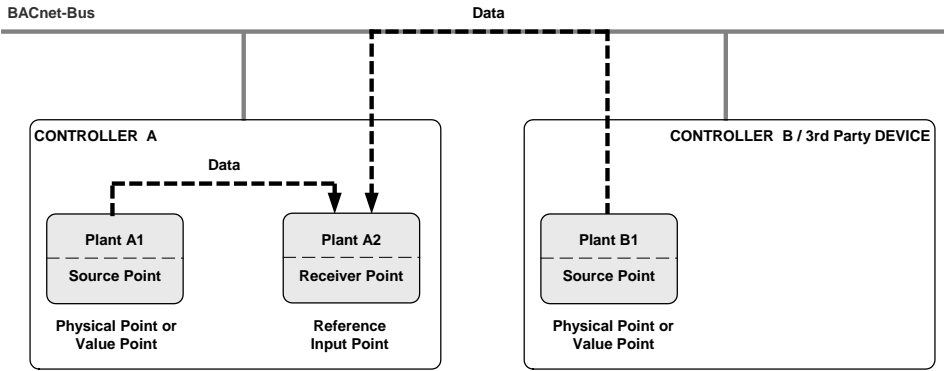 BACnet-Bus
Data
CONTROLLER A
CONTROLLER B / 3rd Party DEVICE
Data
Plant A1
Source Point
Plant A2
Receiver Point
Plant B1
Source Point
Physical Point or
Value Point
Reference
Input Point
Physical Point or
Value Point